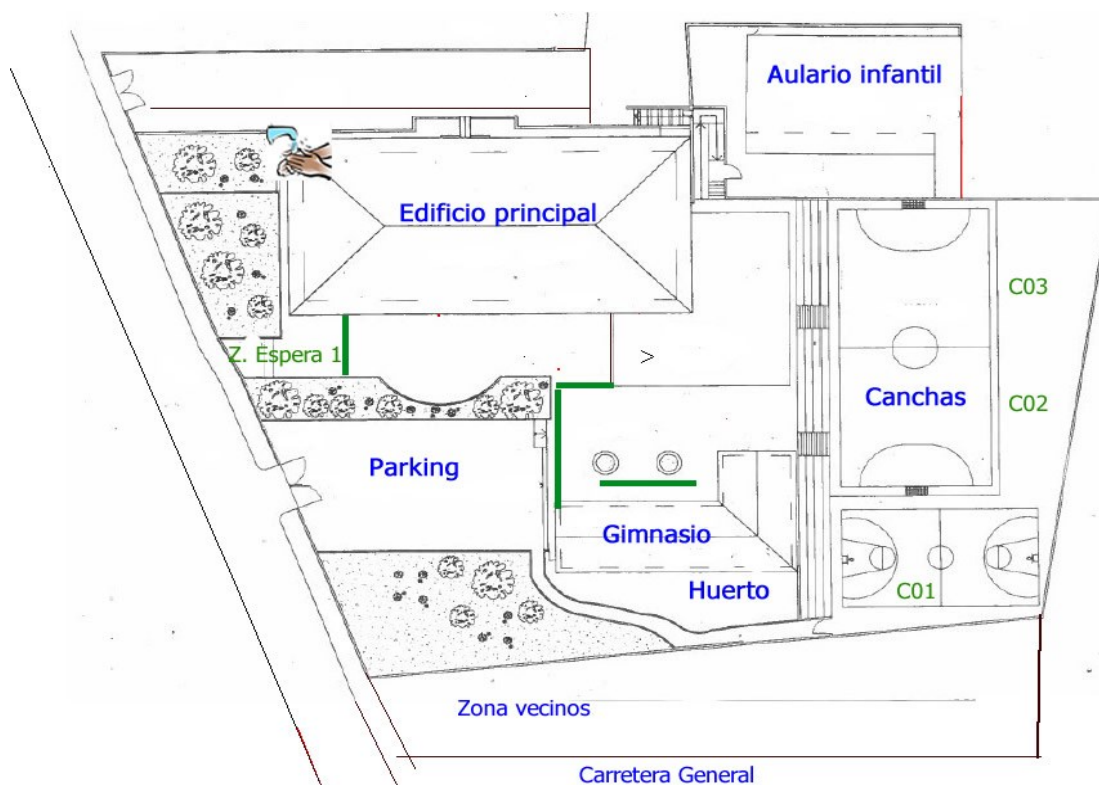 Aulario infantil
Edificio principal
C03
Z. Espera 1
>
Canchas
C02
Parking
Gimnasio
Huerto
C01
Zona vecinos
Carretera General